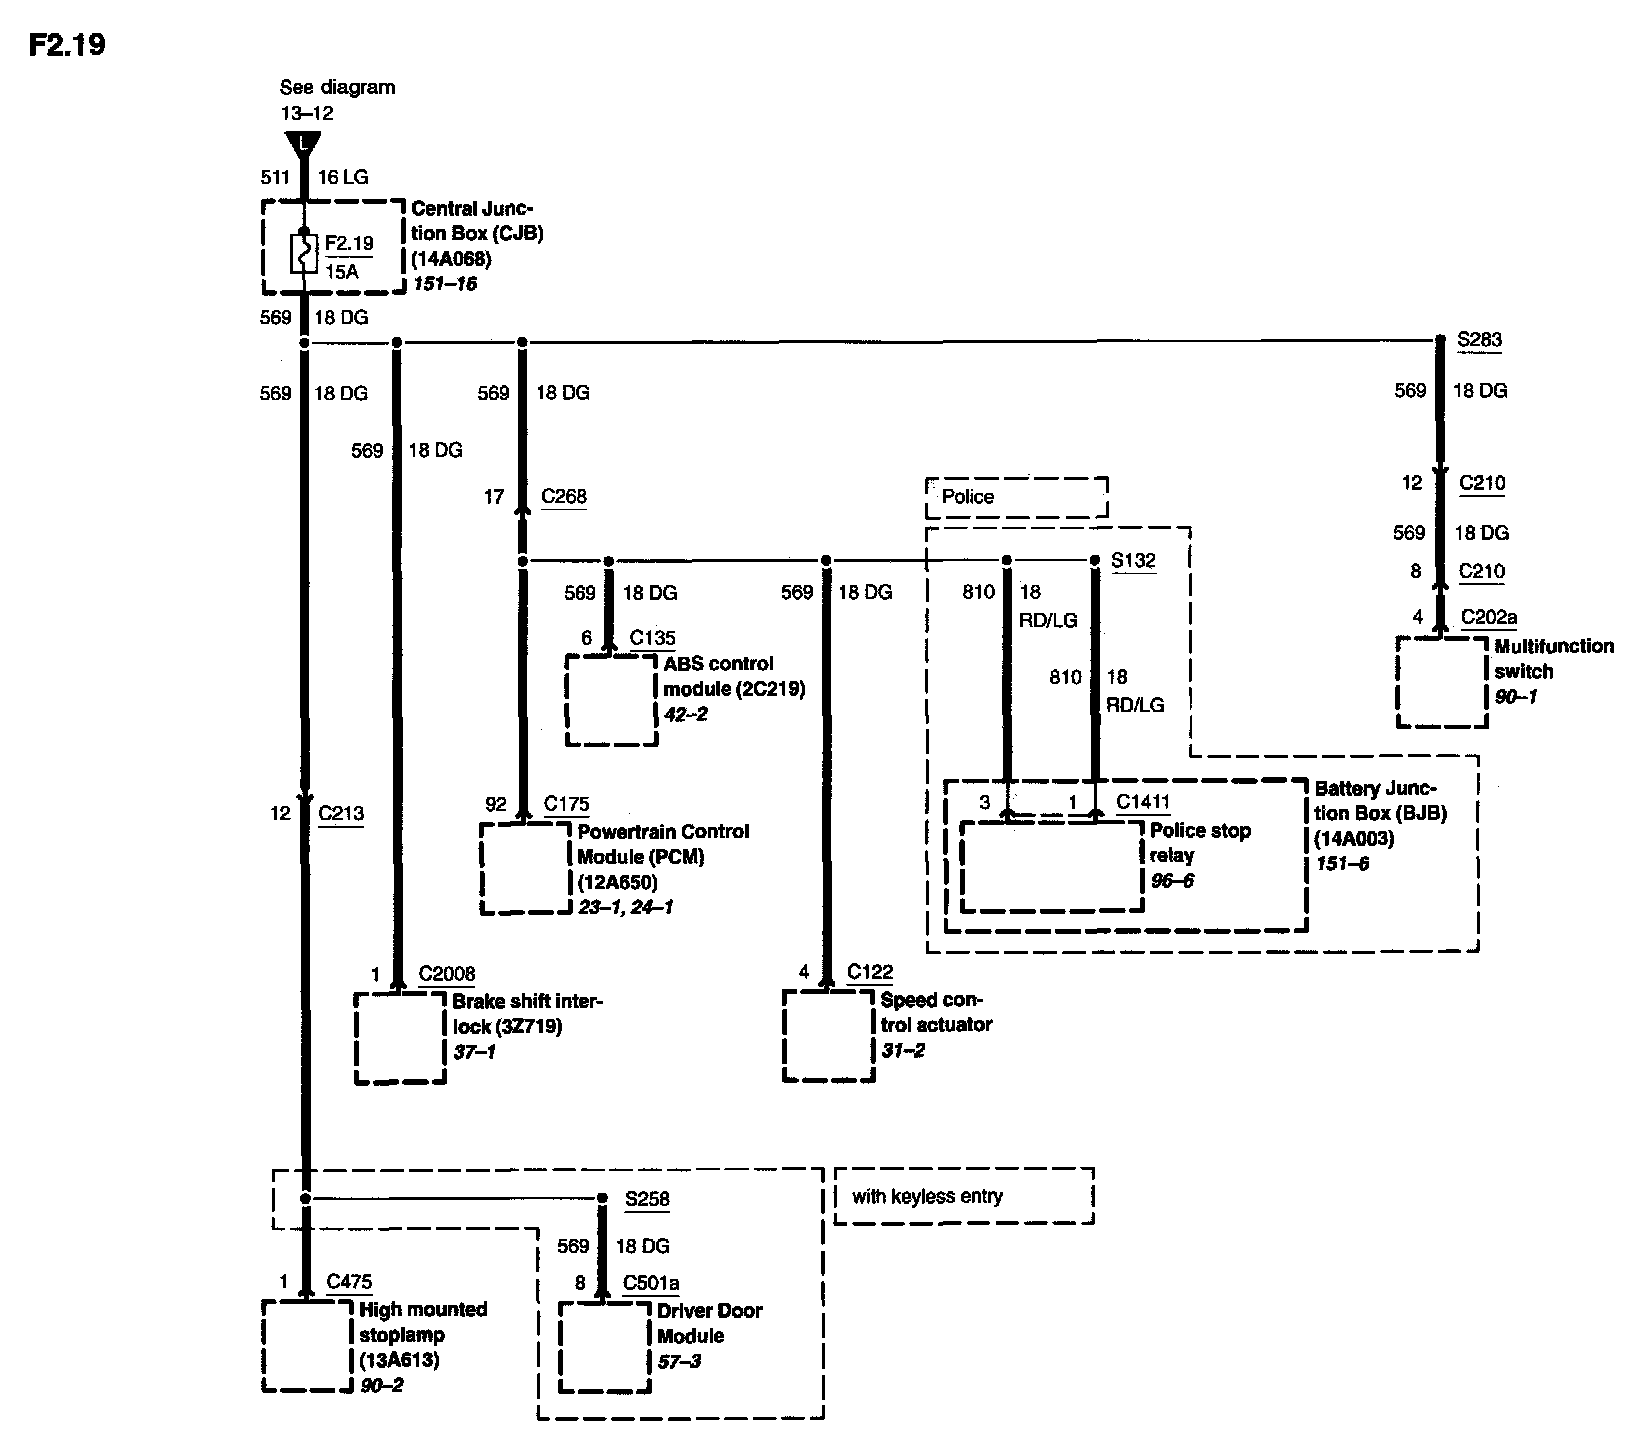 F2.19
See diagram
13–12
L
511 16 LG
Central Junc-
tion Box (CJB)
(14A068)
151–16
F2.19
15A
569 18 DG
S283
569 18 DG
569 18 DG
569 18 DG
569 18 DG
12 C210
17 C268
Police
569 18 DG
8 C210
S132
569 18 DG
569 18 DG
810 18
RD/LG
810 18
RD/LG
4 C202a
Multifunction
switch
90–1
6 C135
ABS control
module (2C219)
42–2
12 C213
92 C175
Powertrain Control
Module (PCM)
(12A650)
23–1, 24–1
3 1 C1411
Police stop
relay
96–6
Battery Junc-
tion Box (BJB)
(14A003)
151–6
1 C2008
Brake shift inter-
lock (3Z719)
37–1
4 C122
Speed con-
trol actuator
31–2
with keyless entry
S258
569 18 DG
1 C475
High mounted
stoplamp
(13A613)
90–2
8 C501a
Driver Door
Module
57–3